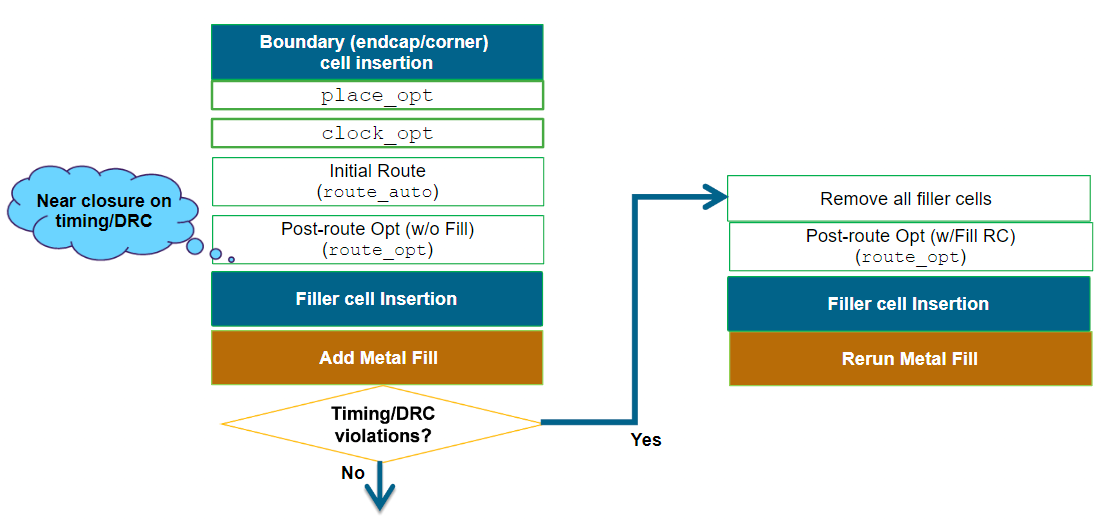 Boundary (endcap/corner)
cell insertion
place_opt
clock_opt
Initial Route
(route_auto)
Near closure on
timing/DRC
Post-route Opt (w/o Fill)
(route_opt)
Filler cell Insertion
Add Metal Fill
Timing/DRC
violations?
No
Yes
Remove all filler cells
Post-route Opt (w/Fill RC)
(route_opt)
Filler cell Insertion
Rerun Metal Fill